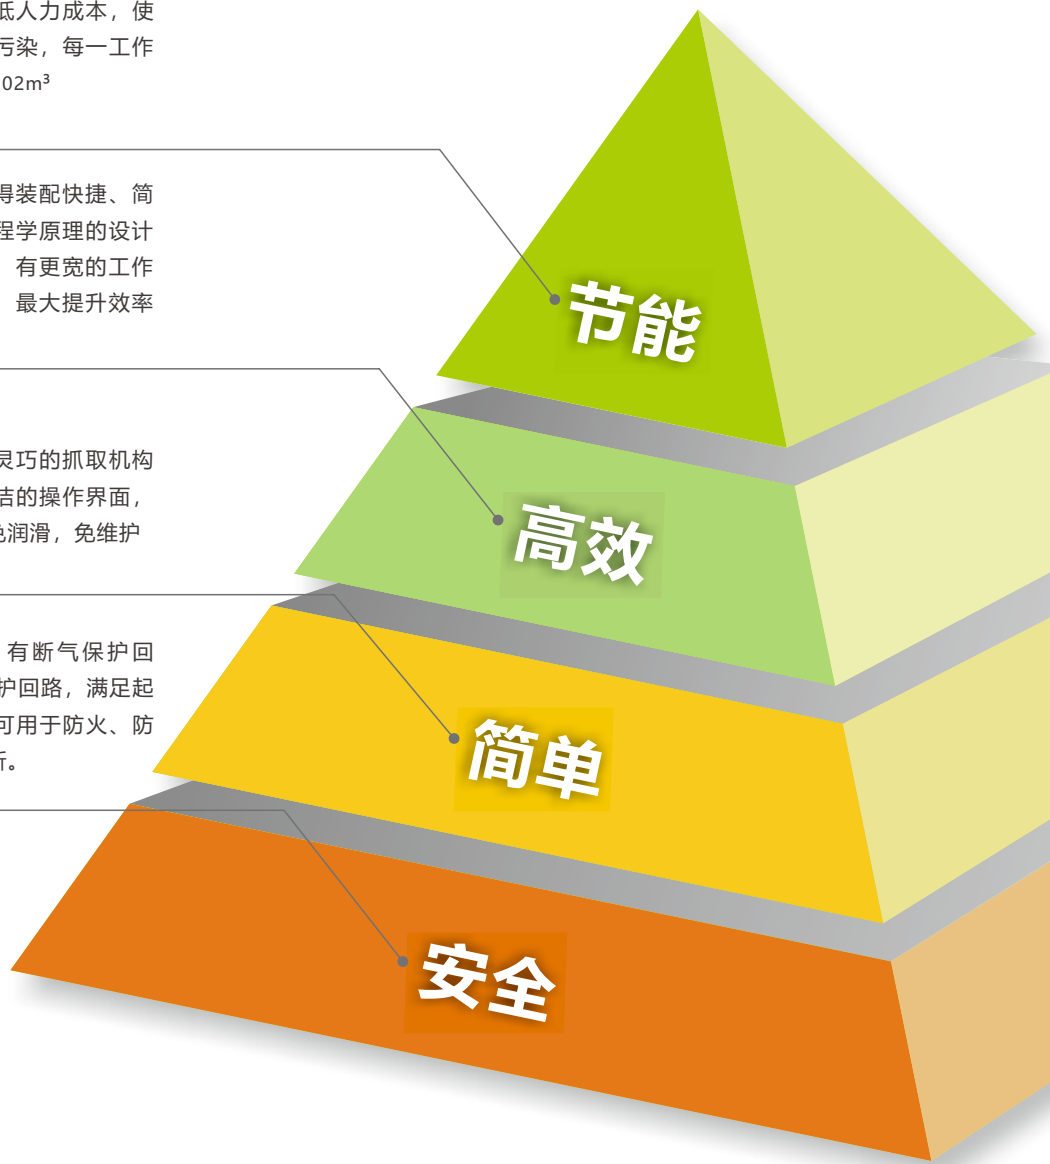 低人力成本，使
污染，每一工作
02m³
得装配快捷、简
程学原理的设计
有更宽的工作
最大提升效率
节能
灵巧的抓取机构
洁的操作界面，
免润滑，免维护
高效
有断气保护回
护回路，满足起
可用于防火、防
所。
简单
安全